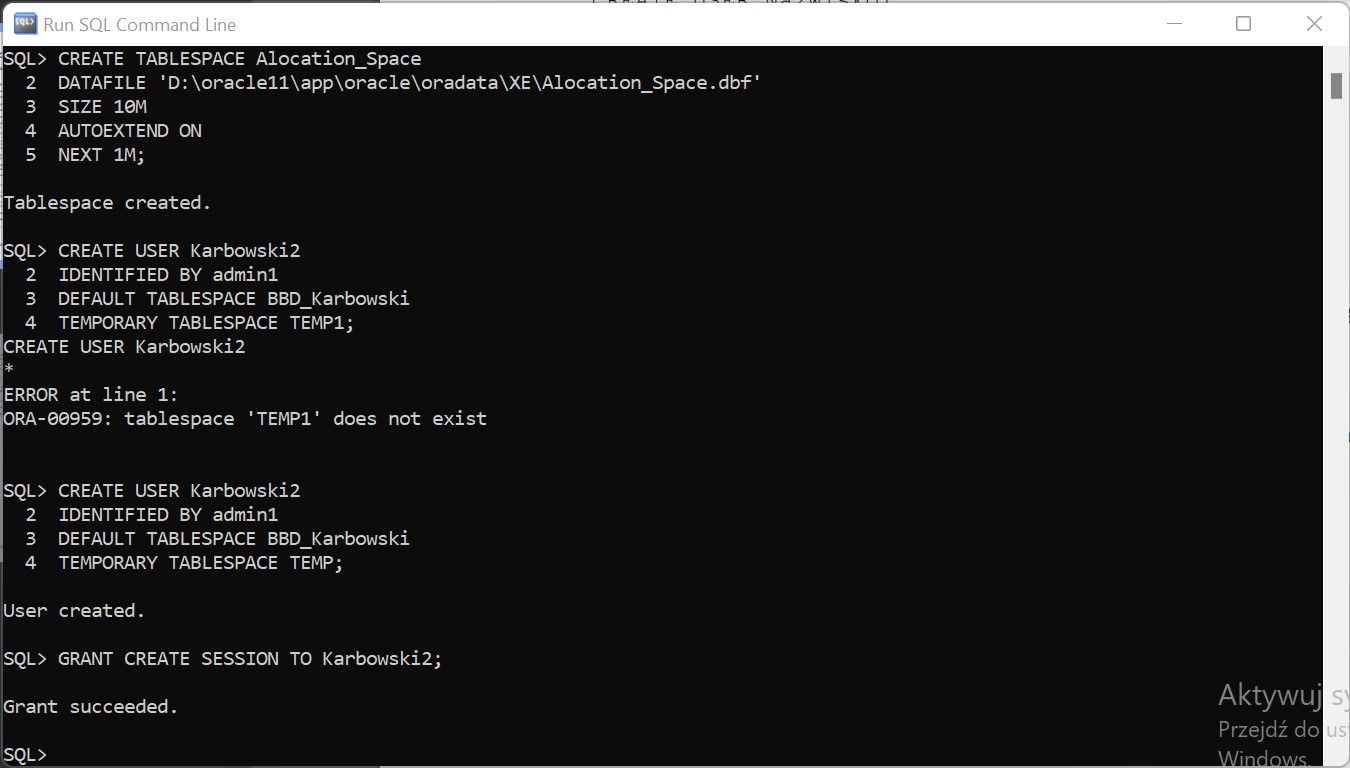 Run SQL Command Line
SQL> CREATE TABLESPACE Alocation_Space
2 DATAFILE 'D:\oracle11\app\oracle\oradata\XE\Alocation_Space.dbf'
3 SIZE 10M
4 AUTOEXTEND ON
5 NEXT 1M;
Tablespace created.
SQL> CREATE USER Karbowski2
2 IDENTIFIED BY admin1
3 DEFAULT TABLESPACE BBD_Karbowski
4 TEMPORARY TABLESPACE TEMP1;
CREATE USER Karbowski2
*
ERROR at line 1:
ORA-00959: tablespace 'TEMP1' does not exist
SQL> CREATE USER Karbowski2
2 IDENTIFIED BY admin1
3 DEFAULT TABLESPACE BBD_Karbowski
4 TEMPORARY TABLESPACE TEMP;
User created.
SQL> GRANT CREATE SESSION TO Karbowski2;
Grant succeeded.
SQL>
Aktywuj sy
Przejdź do ust
Windows.